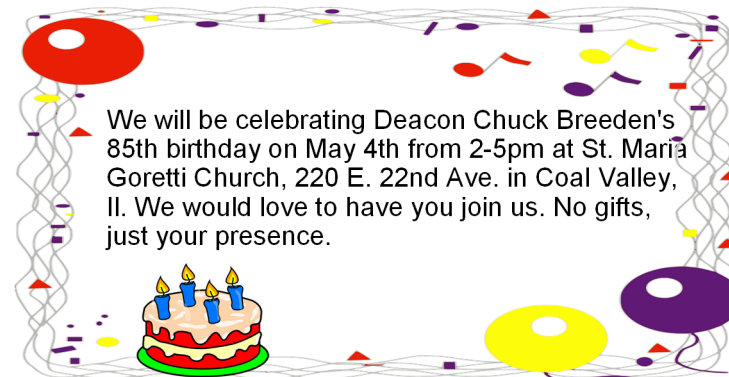 We will be celebrating Deacon Chuck Breeden's
85th birthday on May 4th from 2-5pm at St. Maria
Goretti Church, 220 E. 22nd Ave. in Coal Valley,
Il. We would love to have you join us. No gifts,
just your presence.